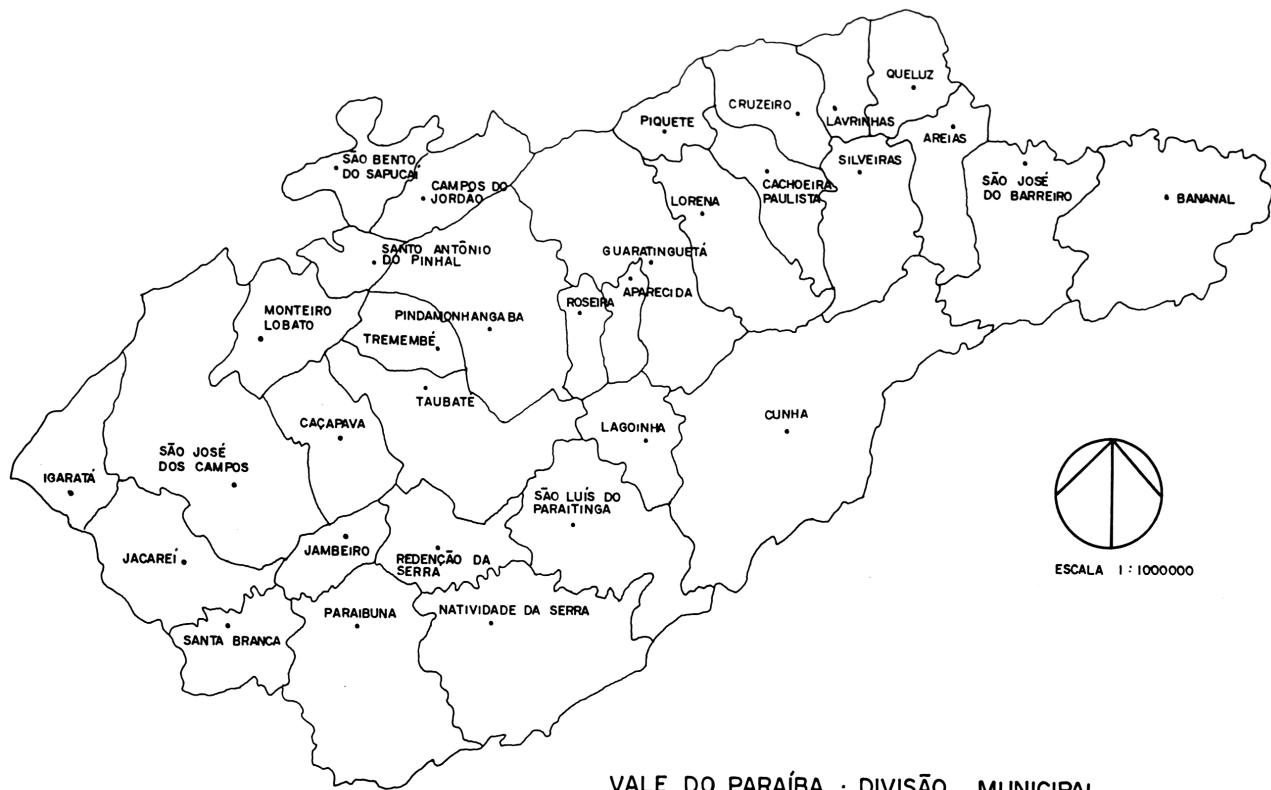 QUELUZ
CRUZEIRO
LAVRINHAS
PIQUETE
AREIAS
SÃO BENTO
DO SAPUCAÍ
SILVEIRAS
CAMPOS DO
JORDÃO
CACHOEIRA
PAULISTA
SÃO JOSÉ
DO BARREIRO
BANANAL
LORENA
SANTO ANTÔNIO
DO PINHAL
GUARATINGUETÁ
APARECIDA
ROSEIRA
MONTEIRO
LOBATO
PINDAMONHANGABA
TREMEMBÉ
TAUBATÉ
CAÇAPAVA
LAGOINHA
CUNHA
SÃO JOSÉ
DOS CAMPOS
IGARATÁ
SÃO LUÍS DO
PARAITINGA
JACAREÍ
JAMBEIRO
REDENÇÃO DA
SERRA
ESCALA 1:1000000
SANTA BRANCA
PARAIBUNA
NATIVIDADE DA SERRA
VALE DO PARAÍBA · DIVISÃO MUNICIPAL